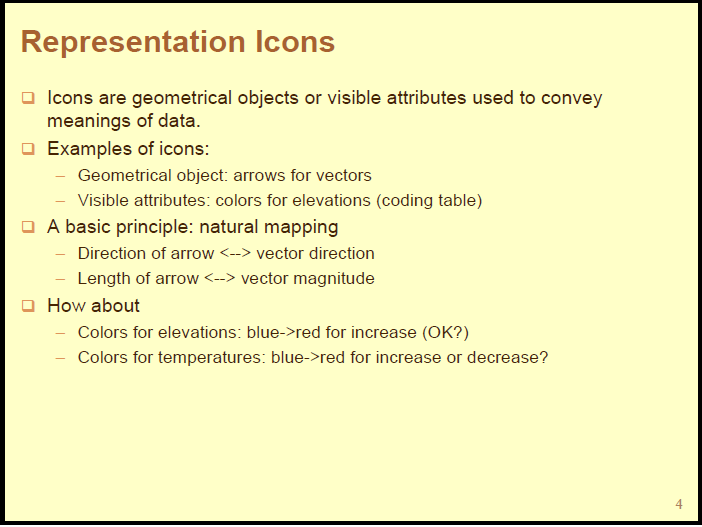 Representation Icons
Icons are geometrical objects or visible attributes used to convey
meanings of data.
Examples of icons:
– Geometrical object: arrows for vectors
– Visible attributes: colors for elevations (coding table)
A basic principle: natural mapping
– Direction of arrow <--> vector direction
– Length of arrow <--> vector magnitude
How about
– Colors for elevations: blue->red for increase (OK?)
– Colors for temperatures: blue->red for increase or decrease?
4